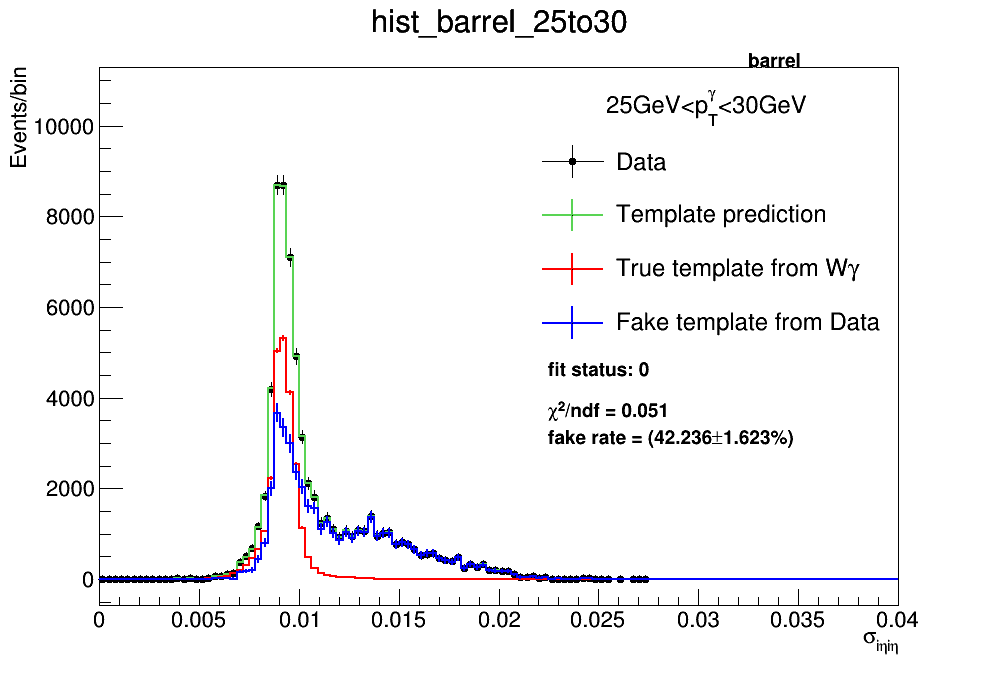 hist_barrel_25to30
barrel
Events/bin
25GeV<p_T^γ<30GeV
Data
Template prediction
True template from Wγ
Fake template from Data
fit status: 0
χ²/ndf = 0.051
fake rate = (42.236±1.623%)
10000
8000
6000
4000
2000
0
0 0.005 0.01 0.015 0.02 0.025 0.03 0.035 0.04
σ_iηiη